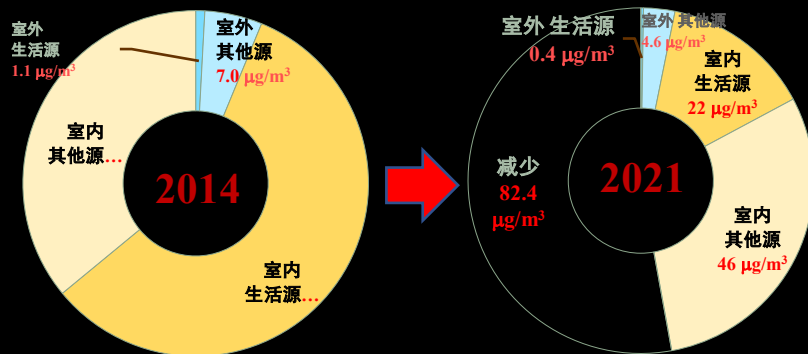 室外
生活源
1.1 μg/m³
室外
其他源
7.0 μg/m³
室内
其他源...
2014
室内
生活源...
室外 生活源
0.4 μg/m³
室外 其他源
4.6 μg/m³
室内
生活源
22 μg/m³
减少
82.4
μg/m³
2021
室内
其他源
46 μg/m³